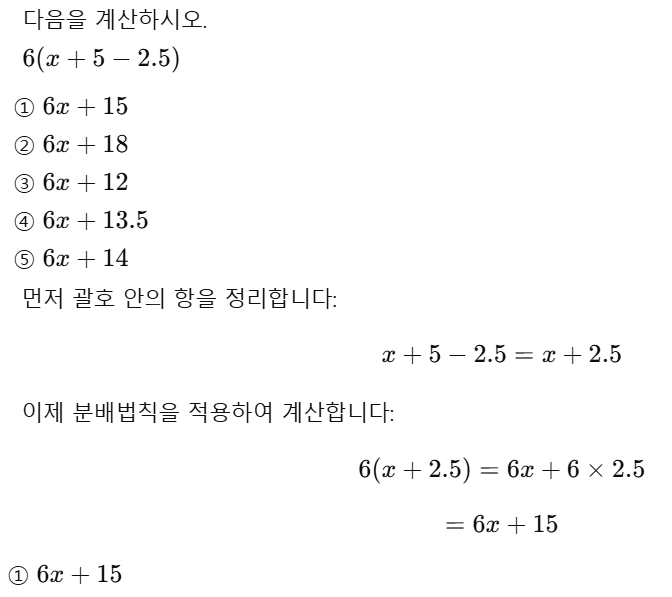 다음을 계산하시오.
6(x + 5 − 2.5)
① 6x + 15
② 6x + 18
③ 6x + 12
④ 6x + 13.5
⑤ 6x + 14
먼저 괄호 안의 항을 정리합니다:
x + 5 − 2.5 = x + 2.5
이제 분배법칙을 적용하여 계산합니다:
6(x + 2.5) = 6x + 6 × 2.5
= 6x + 15
① 6x + 15